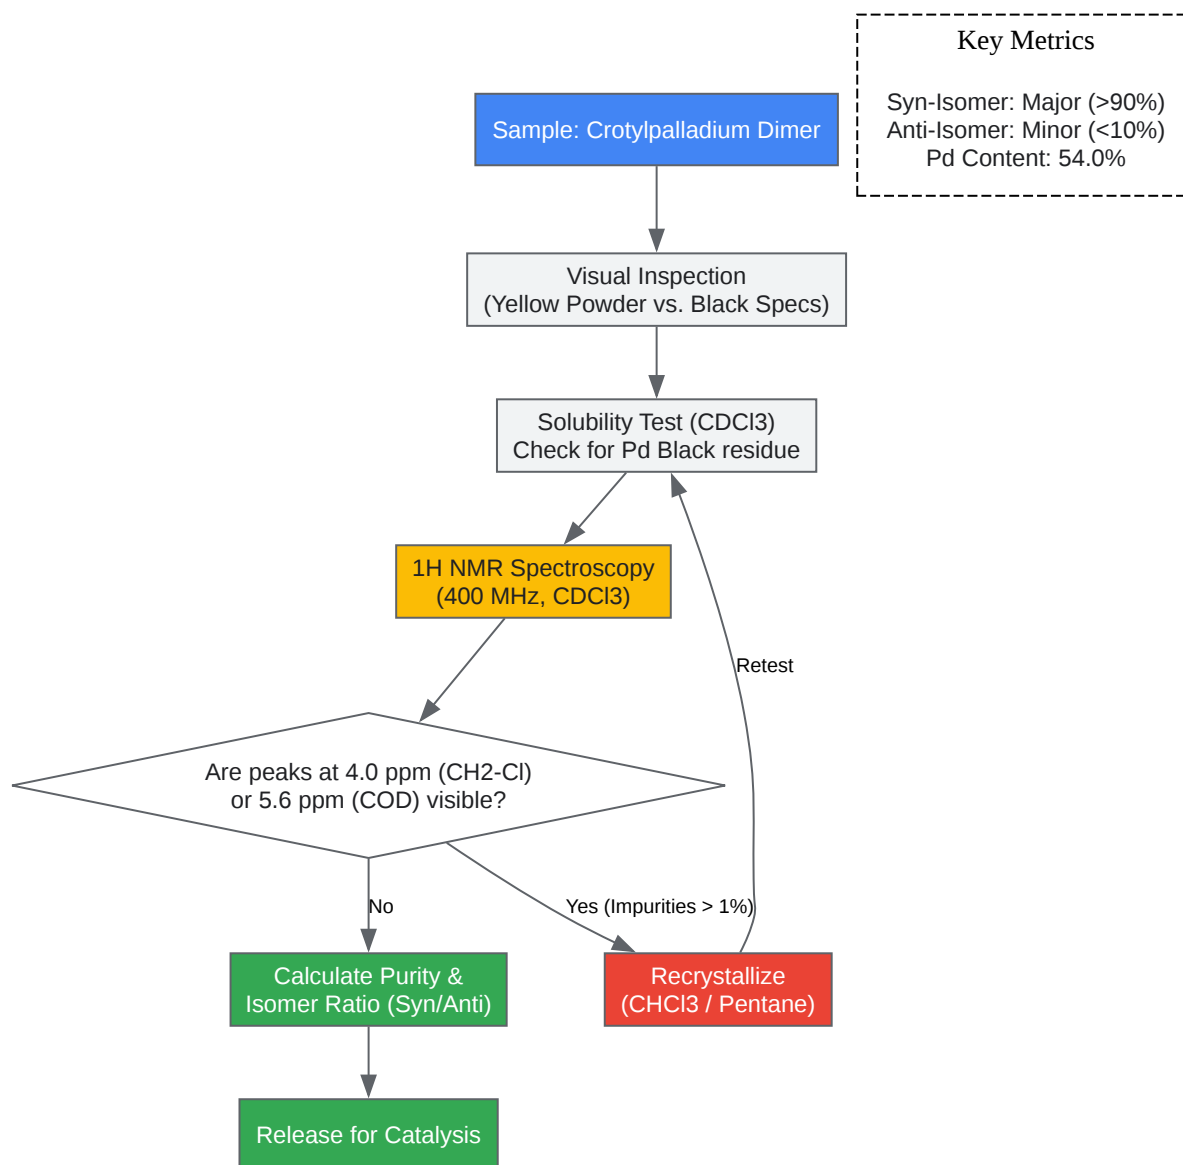 Key Metrics
Syn-Isomer: Major (>90%)
Anti-Isomer: Minor (<10%)
Pd Content: 54.0%
Sample: Crotylpalladium Dimer
Visual Inspection
(Yellow Powder vs. Black Specs)
Solubility Test (CDCl3)
Check for Pd Black residue
1H NMR Spectroscopy
(400 MHz, CDCl3)
Retest
Are peaks at 4.0 ppm (CH2-Cl)
or 5.6 ppm (COD) visible?
No
Yes (Impurities > 1%)
Calculate Purity &
Isomer Ratio (Syn/Anti)
Recrystallize
(CHCl3 / Pentane)
Release for Catalysis